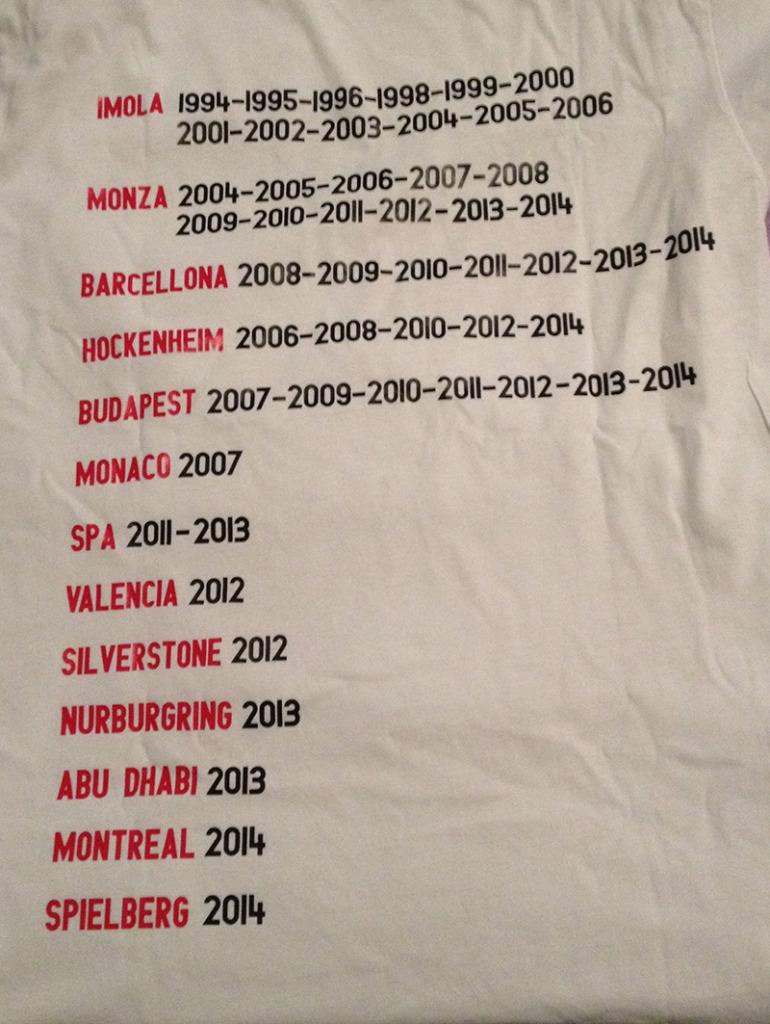 IMOLA 1994-1995-1996-1998-1999-2000
2001-2002-2003-2004-2005-2006
MONZA 2004-2005-2006-2007-2008
2009-2010-2011-2012-2013-2014
BARCELLONA 2008-2009-2010-2011-2012-2013-2014
HOCKENHEIM 2006-2008-2010-2012-2014
BUDAPEST 2007-2009-2010-2011-2012-2013-2014
MONACO 2007
SPA 2011-2013
VALENCIA 2012
SILVERSTONE 2012
NURBURGRING 2013
ABU DHABI 2013
MONTREAL 2014
SPIELBERG 2014